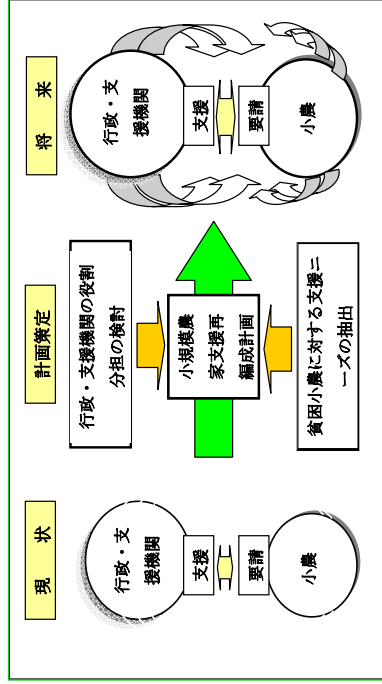 現　状
行政・支
援機関
支援
要請
小農
計画策定
行政・支援機関の役割
分担の検討
小規模農
家支援再
編成計画
貧困小農に対する支援ニ
ーズの抽出
将　来
行政・支
援機関
支援
要請
小農